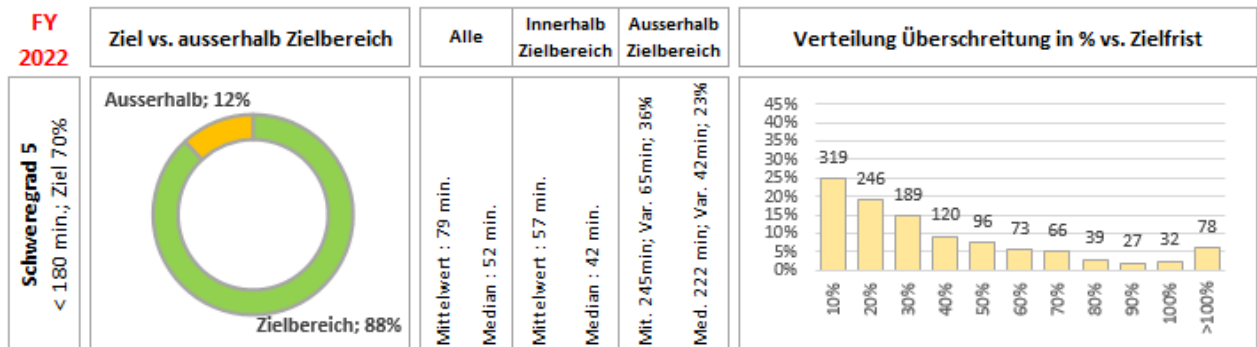 FY
2022
Ziel vs. ausserhalb Zielbereich
Alle
Innerhalb
Zielbereich
Ausserhalb
Zielbereich
Verteilung Überschreitung in % vs. Zielfrist
Schweregrad 5
< 180 min.; Ziel 70%
Ausserhalb; 12%
Zielbereich; 88%
Mittelwert : 79 min.
Median : 52 min.
Mittelwert : 57 min.
Median : 42 min.
Mit. 245min; Var. 65min; 36%
Med. 222 min; Var. 42min; 23%
45%
40%
35%
30%
25%
20%
15%
10%
5%
0%
319
246
189
120
96
73
66
39
27
32
78
10%
20%
30%
40%
50%
60%
70%
80%
90%
100%
>100%